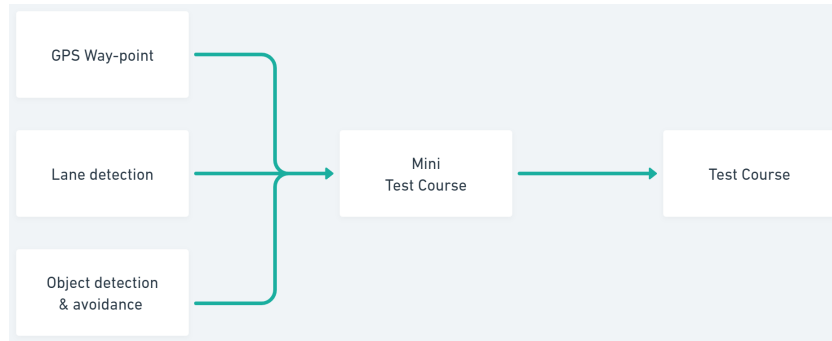 GPS Way-point
Lane detection
Object detection
& avoidance
Mini
Test Course
Test Course